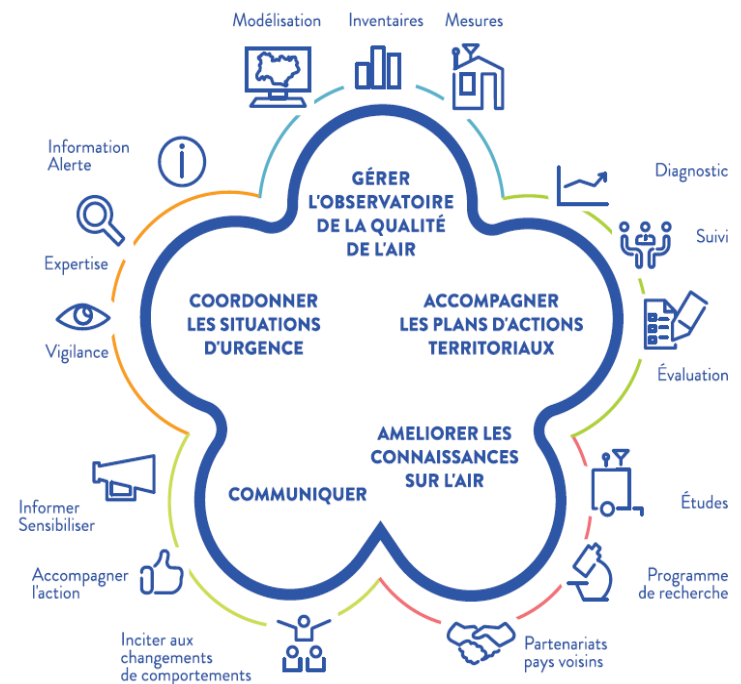 Modélisation
Inventaires
Mesures
Information
Alerte
Diagnostic
GÉRER
L'OBSERVATOIRE
DE LA QUALITÉ
DE L'AIR
Suivi
Expertise
COORDONNER
LES SITUATIONS
D'URGENCE
ACCOMPAGNER
LES PLANS D'ACTIONS
TERRITORIAUX
Vigilance
Évaluation
AMELIORER LES
CONNAISSANCES
SUR L'AIR
COMMUNIQUER
Informer
Sensibiliser
Études
Accompagner
l'action
Programme
de recherche
Inciter aux
changements
de comportements
Partenariats
pays voisins